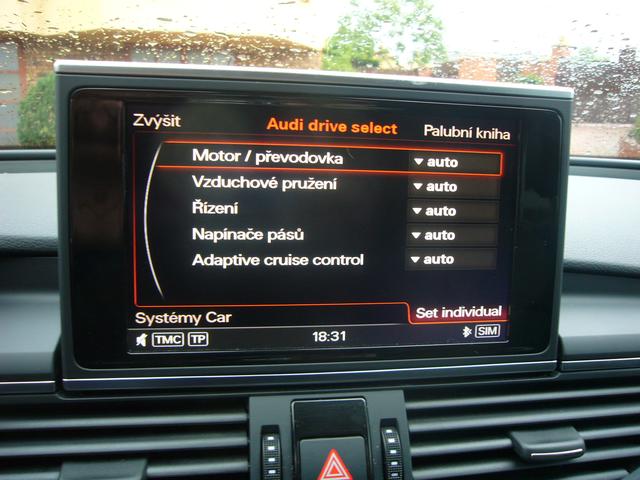 Zvýšit Audi drive select Palubní kniha
Motor / převodovka auto
Vzduchové pružení auto
Řízení auto
Napínače pásů auto
Adaptive cruise control auto
Systémy Car Set individual
TMC TP 18:31 SIM